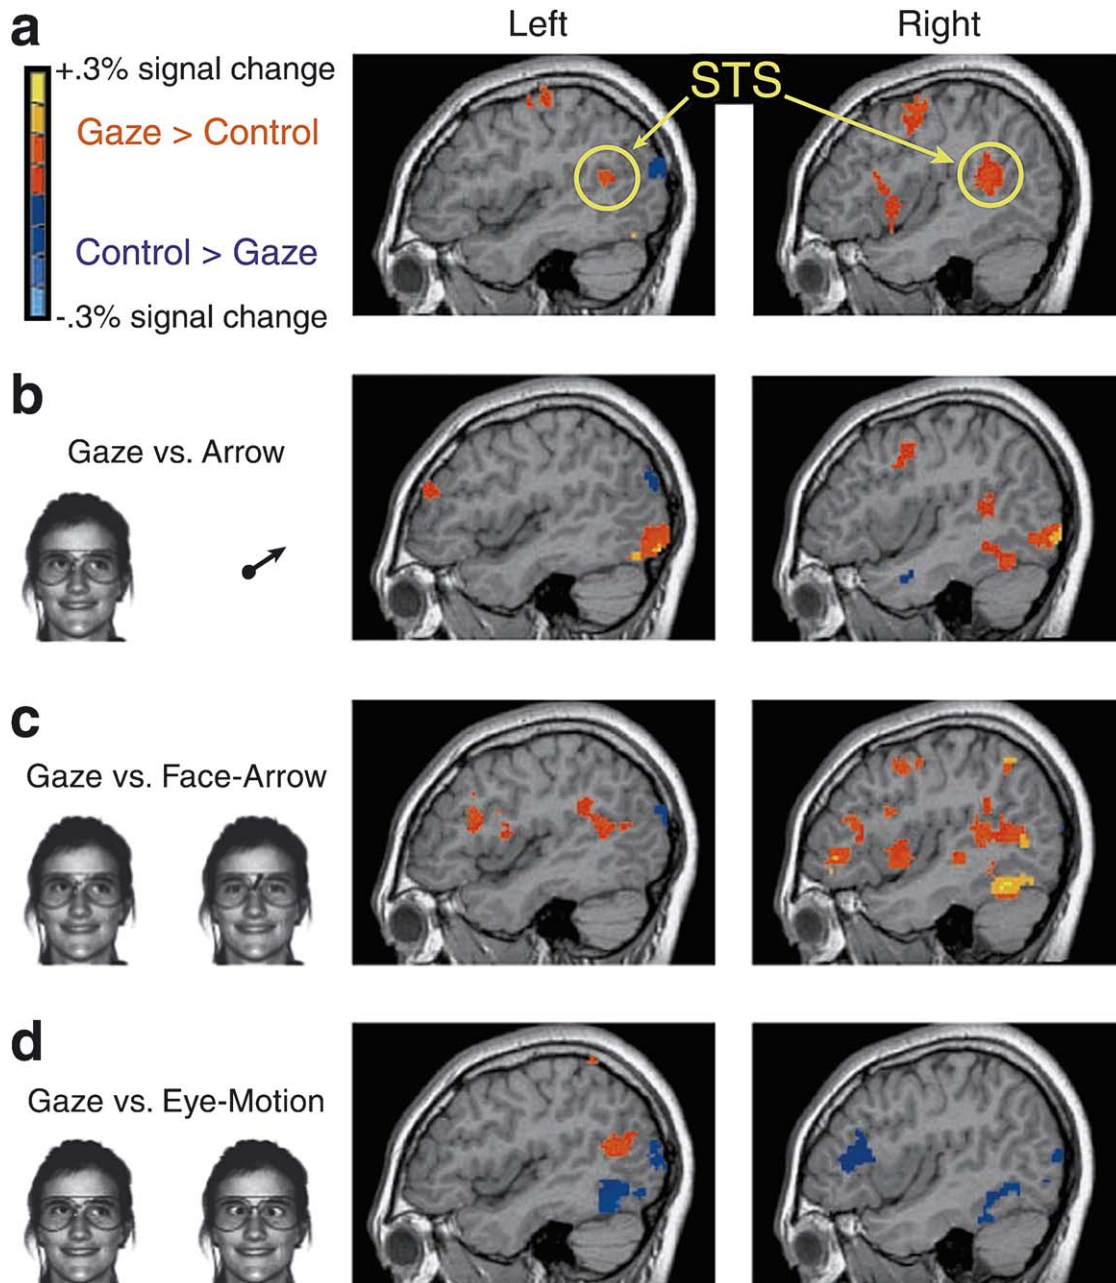 a
Left
Right
+.3% signal change
STS
Gaze > Control
Control > Gaze
-.3% signal change
b
Gaze vs. Arrow
c
Gaze vs. Face-Arrow
d
Gaze vs. Eye-Motion